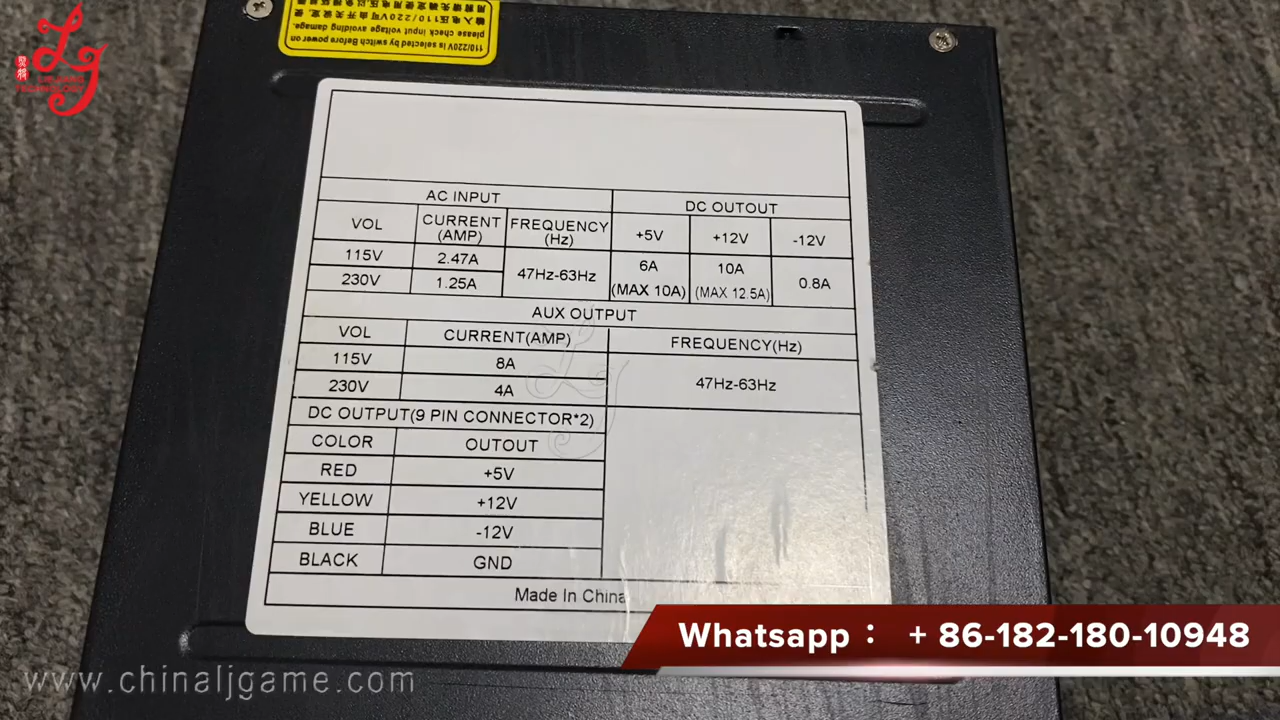 110/220V is selected by switch Before power on
please check input voltage avoiding damage.
AC INPUT
DC OUTOUT
VOL
CURRENT
(AMP)
FREQUENCY
(Hz)
+5V
+12V
-12V
115V
2.47A
47Hz-63Hz
6A
(MAX 10A)
10A
(MAX 12.5A)
0.8A
230V
1.25A
AUX OUTPUT
VOL
CURRENT(AMP)
FREQUENCY(Hz)
115V
8A
47Hz-63Hz
230V
4A
DC OUTPUT(9 PIN CONNECTOR*2)
COLOR
OUTOUT
RED
+5V
YELLOW
+12V
BLUE
-12V
BLACK
GND
Made In China
Whatsapp： + 86-182-180-10948
www.chinaljgame.com